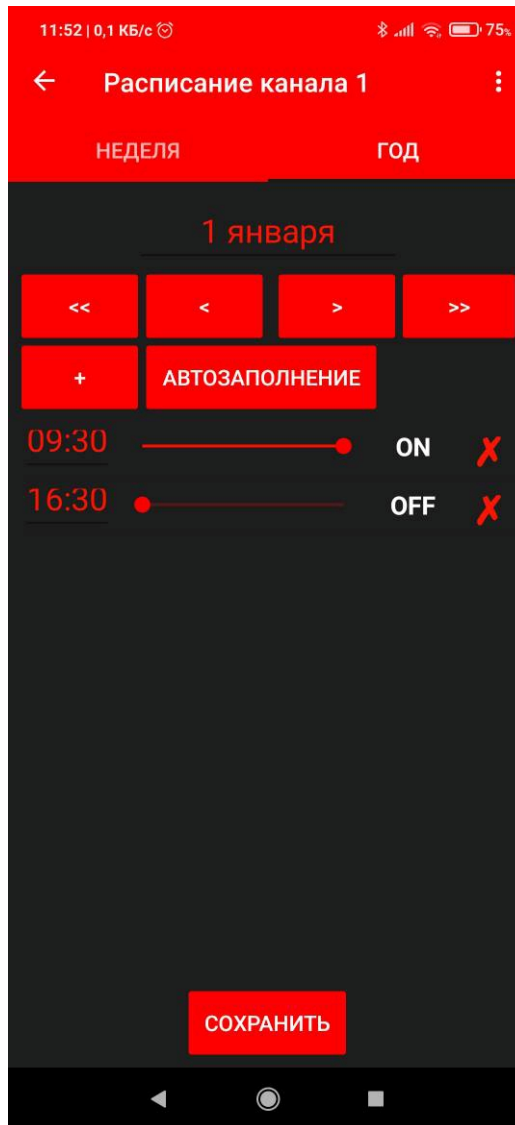 11:52 | 0,1 КБ/с 75%
Расписание канала 1
НЕДЕЛЯ ГОД
1 января
<< < > >>
+ АВТОЗАПОЛНЕНИЕ
09:30 ON ✗
16:30 OFF ✗
СОХРАНИТЬ